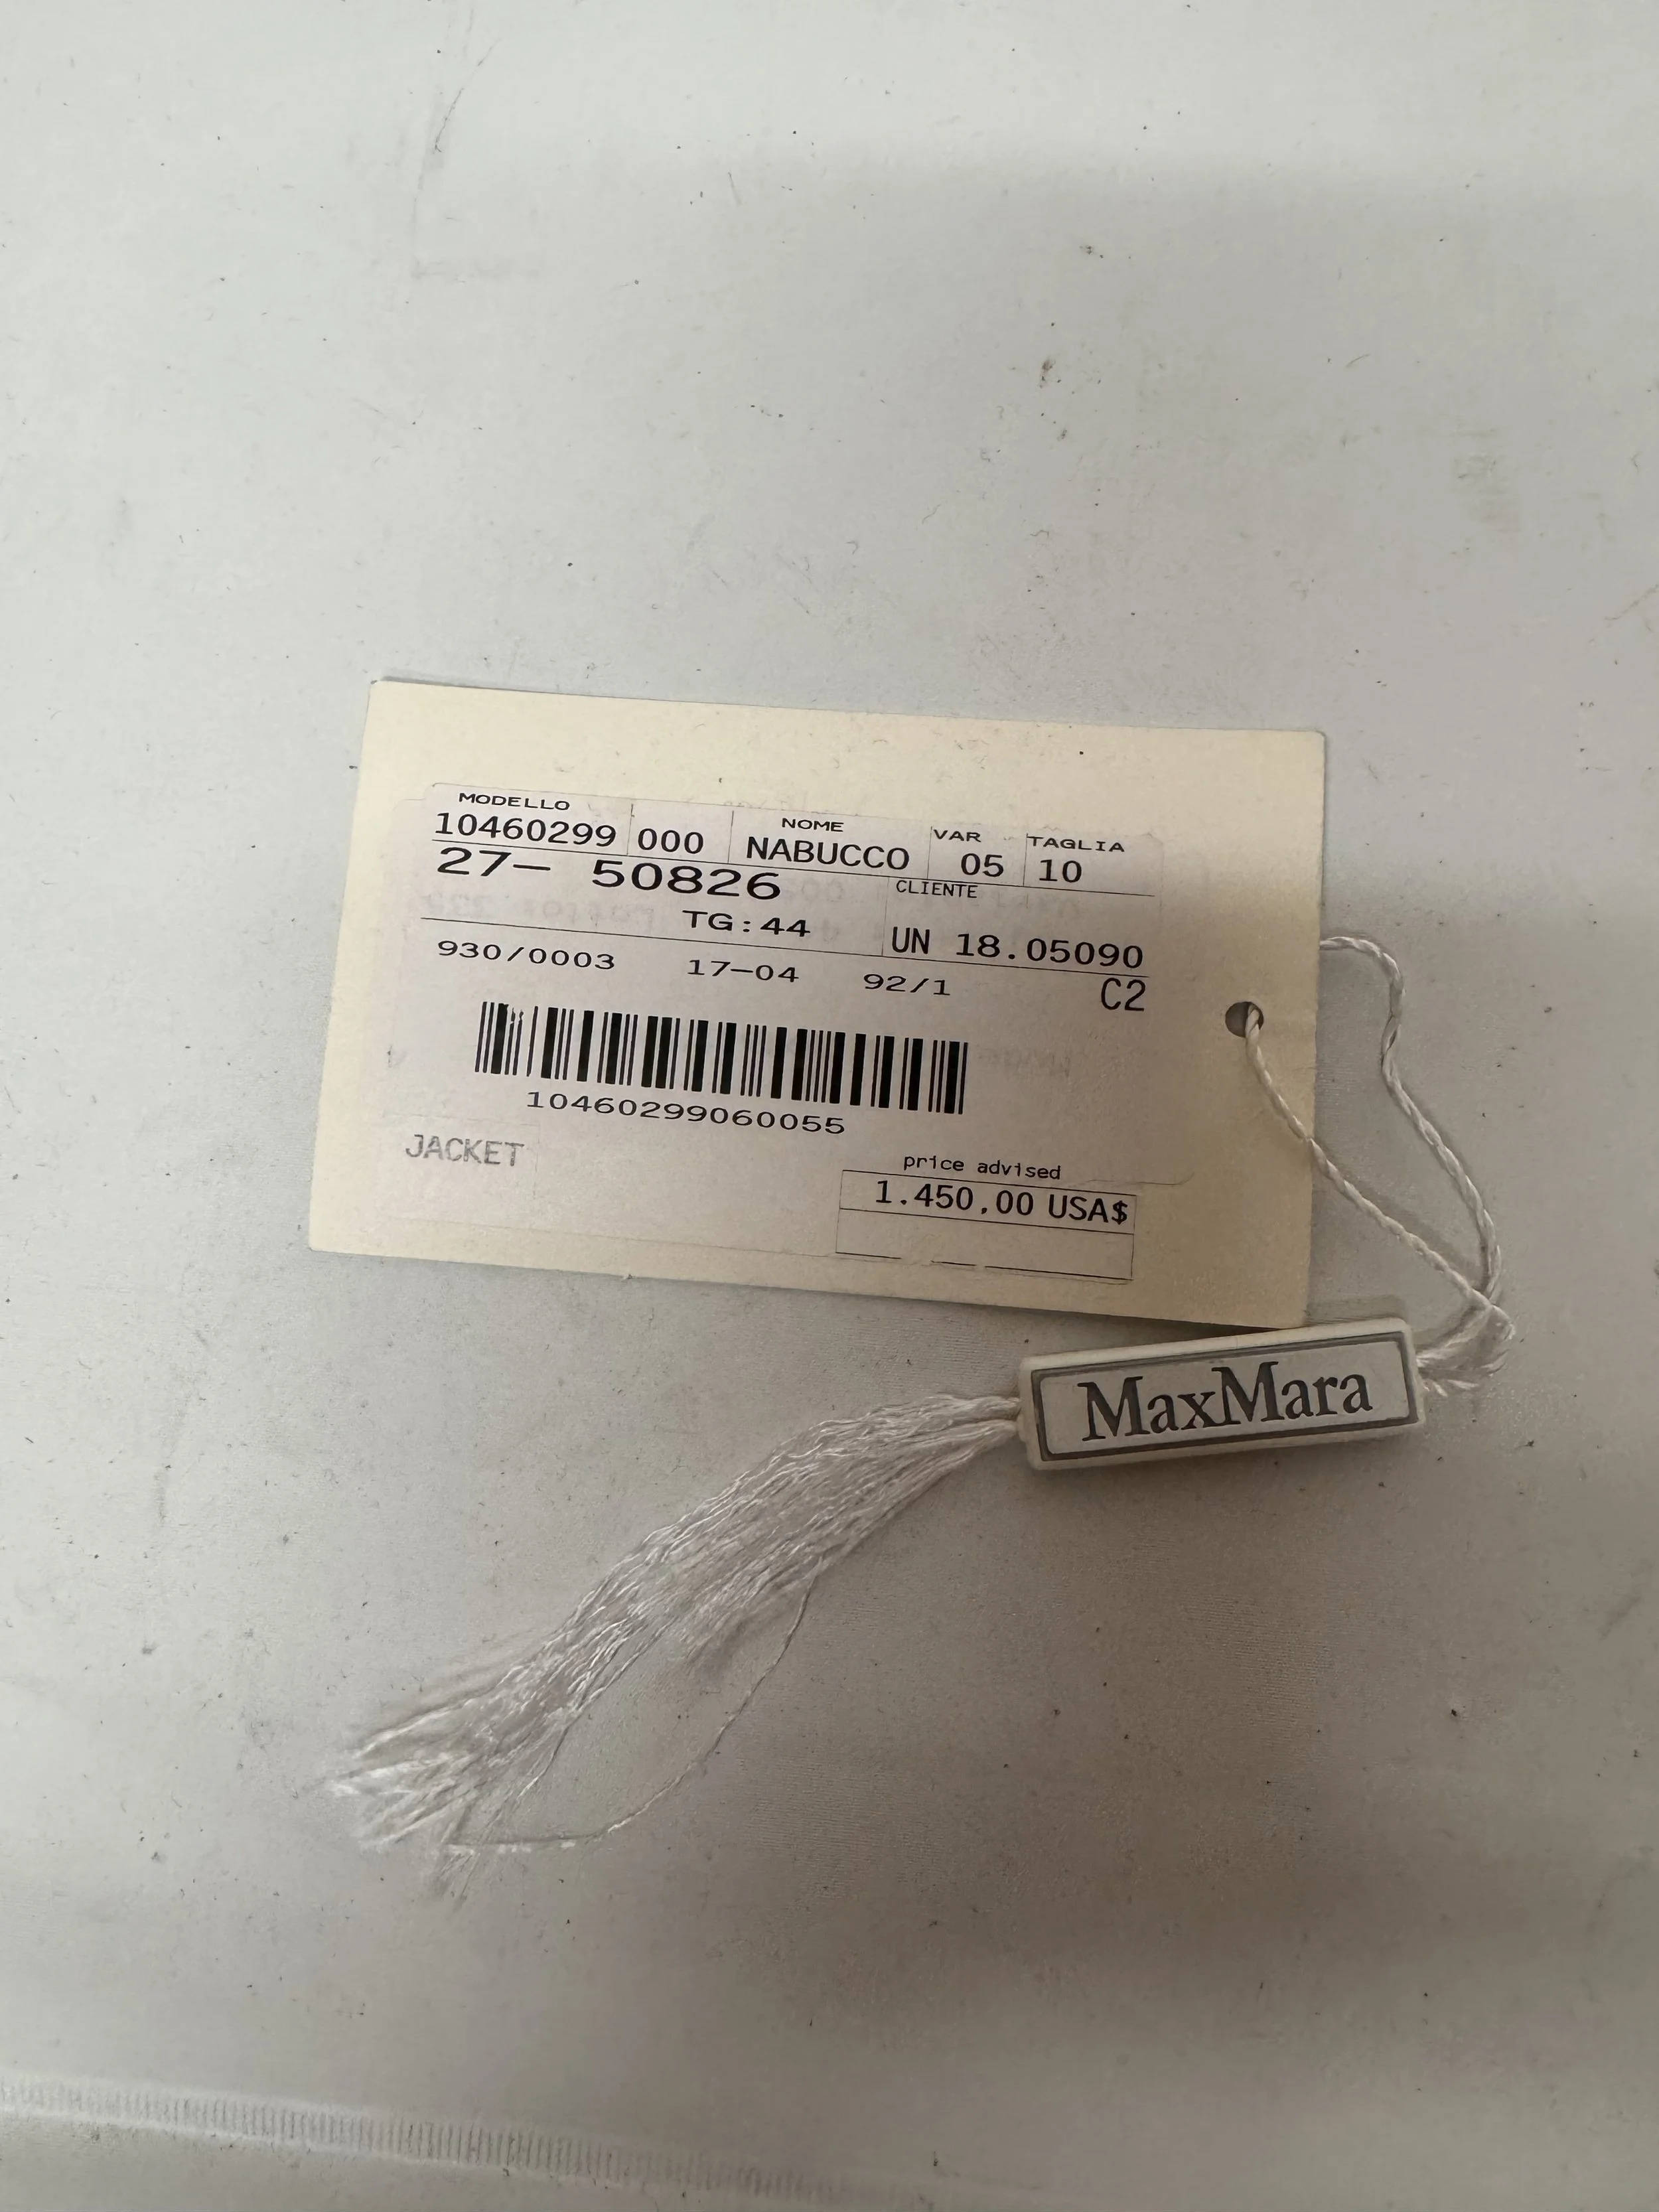 MODELLO NOME VAR TAGLIA
10460299 000 NABUCCO 05 10
27- 50826 CLIENTE
TG:44 UN 18.05090
930/0003 17-04 92/1 C2
10460299060055
JACKET
price advised
1.450,00 USA$
MaxMara